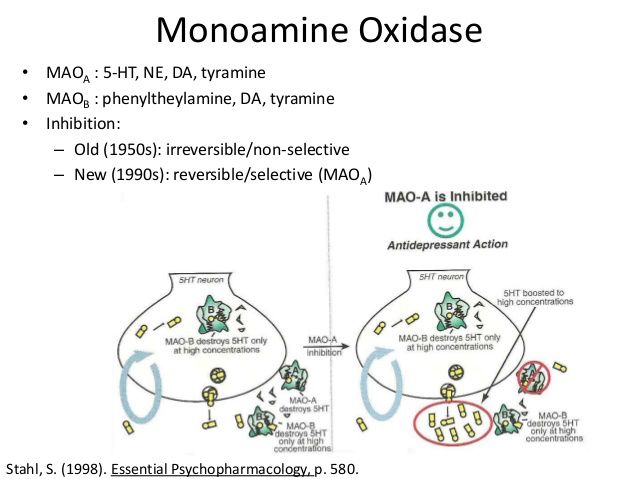 Monoamine Oxidase
• MAOA : 5-HT, NE, DA, tyramine
• MAOB : phenyltheylamine, DA, tyramine
• Inhibition:
– Old (1950s): irreversible/non-selective
– New (1990s): reversible/selective (MAOA)
MAO-A is Inhibited
Antidepressant Action
5HT neuron
B
MAO-B destroys 5HT only
at high concentrations
MAO-A
destroys 5HT
MAO-B
destroys 5HT
only at high
concentrations
MAO-A
Inhibition
5HT neuron
B
MAO-B destroys 5HT only
at high concentrations
5HT boosted to
high concentrations
MAO-B
destroys 5HT
only at high
concentrations
Stahl, S. (1998). Essential Psychopharmacology, p. 580.